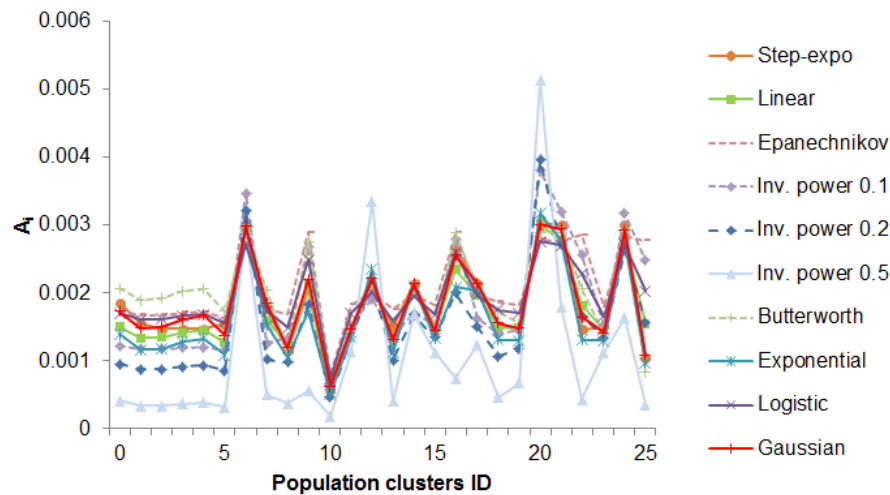 0.006
0.005
0.004
0.003
0.002
0.001
0
Ai
0 5 10 15 20 25
Population clusters ID
Step-expo
Linear
Epanechnikov
Inv. power 0.1
Inv. power 0.2
Inv. power 0.5
Butterworth
Exponential
Logistic
Gaussian